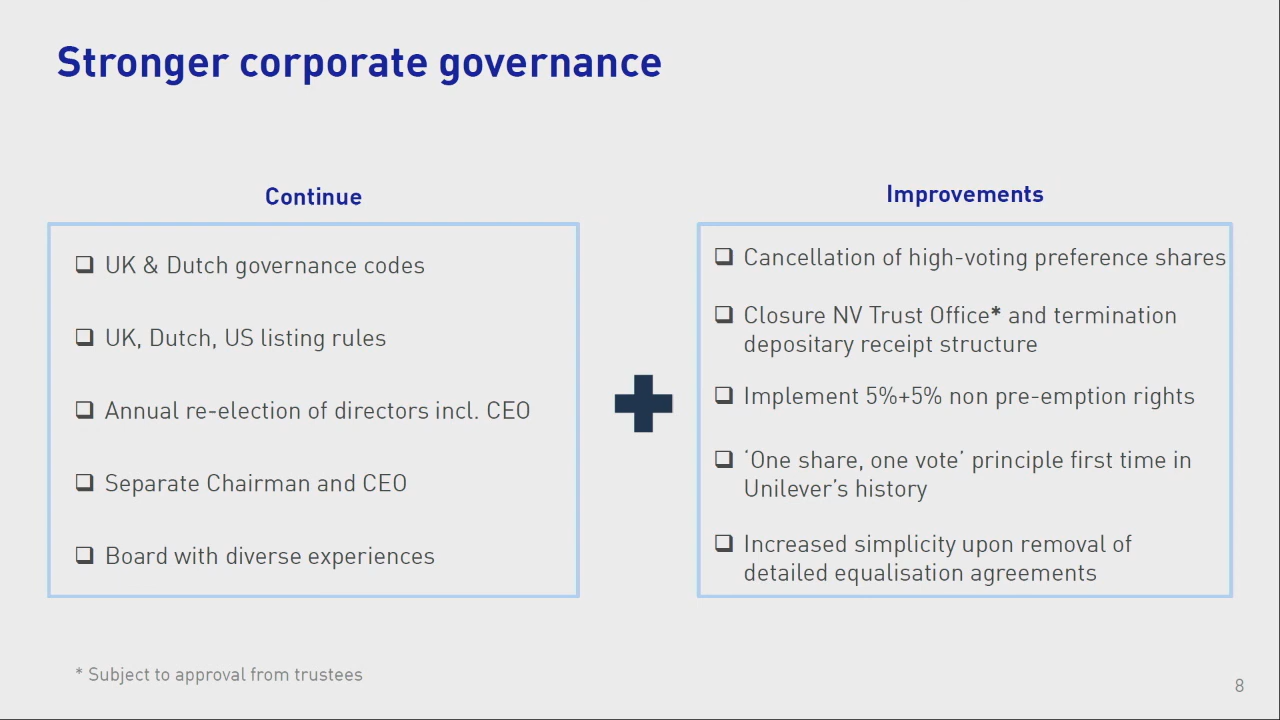 Stronger corporate governance
Continue
UK & Dutch governance codes
UK, Dutch, US listing rules
Annual re-election of directors incl. CEO
Separate Chairman and CEO
Board with diverse experiences
Improvements
Cancellation of high-voting preference shares
Closure NV Trust Office* and termination
depositary receipt structure
Implement 5%+5% non pre-emption rights
‘One share, one vote’ principle first time in
Unilever’s history
Increased simplicity upon removal of
detailed equalisation agreements
* Subject to approval from trustees
8